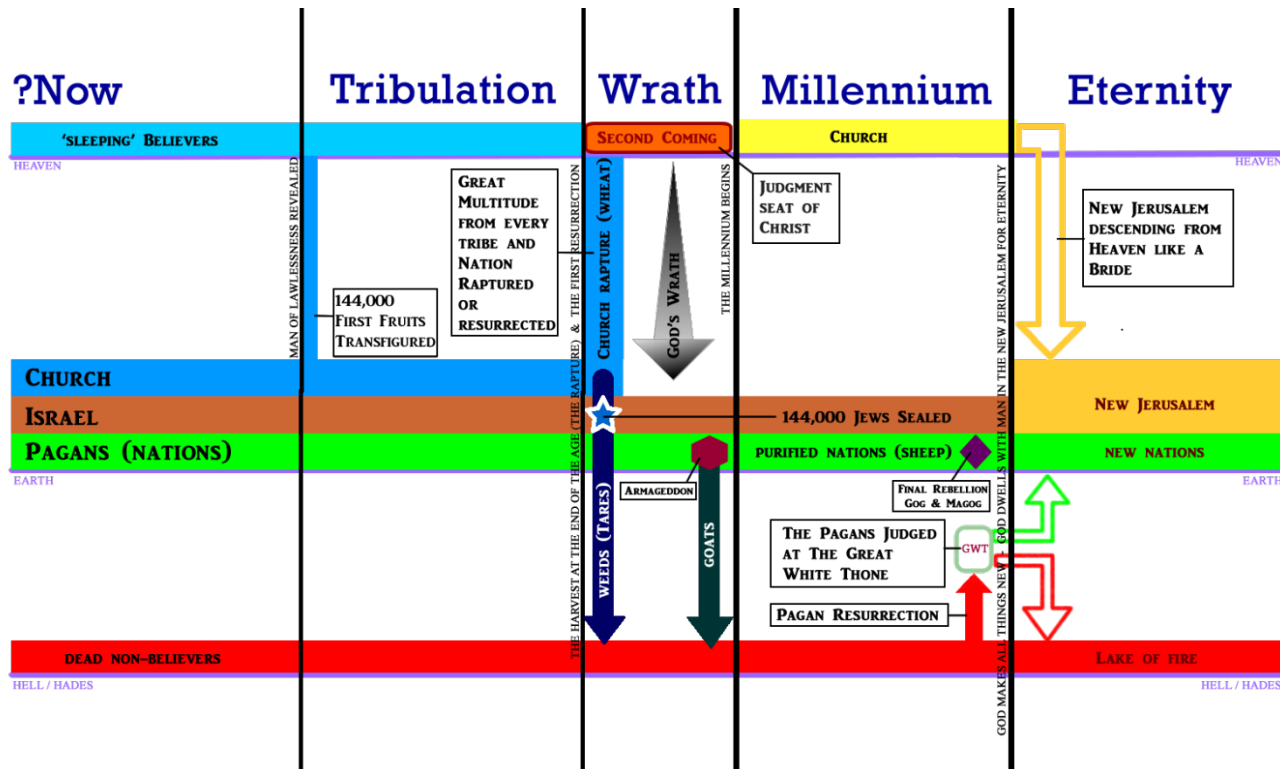 ?Now
Tribulation
Wrath
Millennium
Eternity
'SLEEPING' BELIEVERS
SECOND COMING
CHURCH
HEAVEN
HEAVEN
MAN OF LAWLESSNESS REVEALED
144,000
FIRST FRUITS
TRANSFIGURED
GREAT
MULTITUDE
FROM EVERY
TRIBE AND
NATION
RAPTURED
OR
RESURRECTED
THE HARVEST AT THE END OF THE AGE (THE RAPTURE) & THE FIRST RESURRECTION
CHURCH RAPTURE (WHEAT)
GOD'S WRATH
THE MILLENNIUM BEGINS
JUDGMENT
SEAT OF
CHRIST
GOD MAKES ALL THINGS NEW - GOD DWELLS WITH MAN IN THE NEW JERUSALEM FOR ETERNITY
NEW JERUSALEM
DESCENDING FROM
HEAVEN LIKE A
BRIDE
CHURCH
ISRAEL
144,000 JEWS SEALED
NEW JERUSALEM
PAGANS (NATIONS)
PURIFIED NATIONS (SHEEP)
NEW NATIONS
EARTH
EARTH
ARMAGEDDON
FINAL REBELLION
GOG & MAGOG
WEEDS (TARES)
GOATS
THE PAGANS JUDGED
AT THE GREAT
WHITE THONE
GWT
PAGAN RESURRECTION
DEAD NON-BELIEVERS
LAKE OF FIRE
HELL / HADES
HELL / HADES